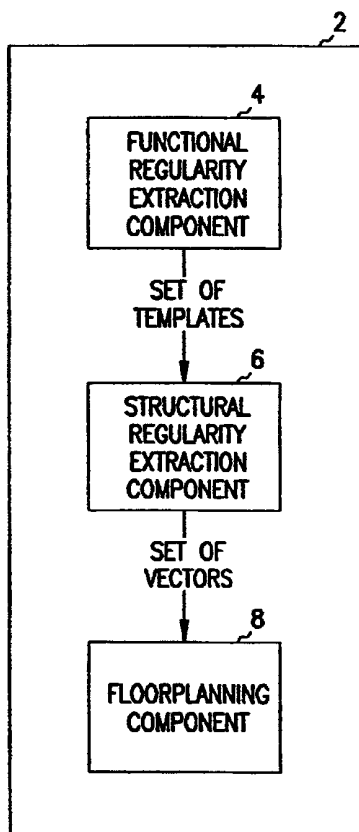 2
4
FUNCTIONAL
REGULARITY
EXTRACTION
COMPONENT
SET OF
TEMPLATES
6
STRUCTURAL
REGULARITY
EXTRACTION
COMPONENT
SET OF
VECTORS
8
FLOORPLANNING
COMPONENT